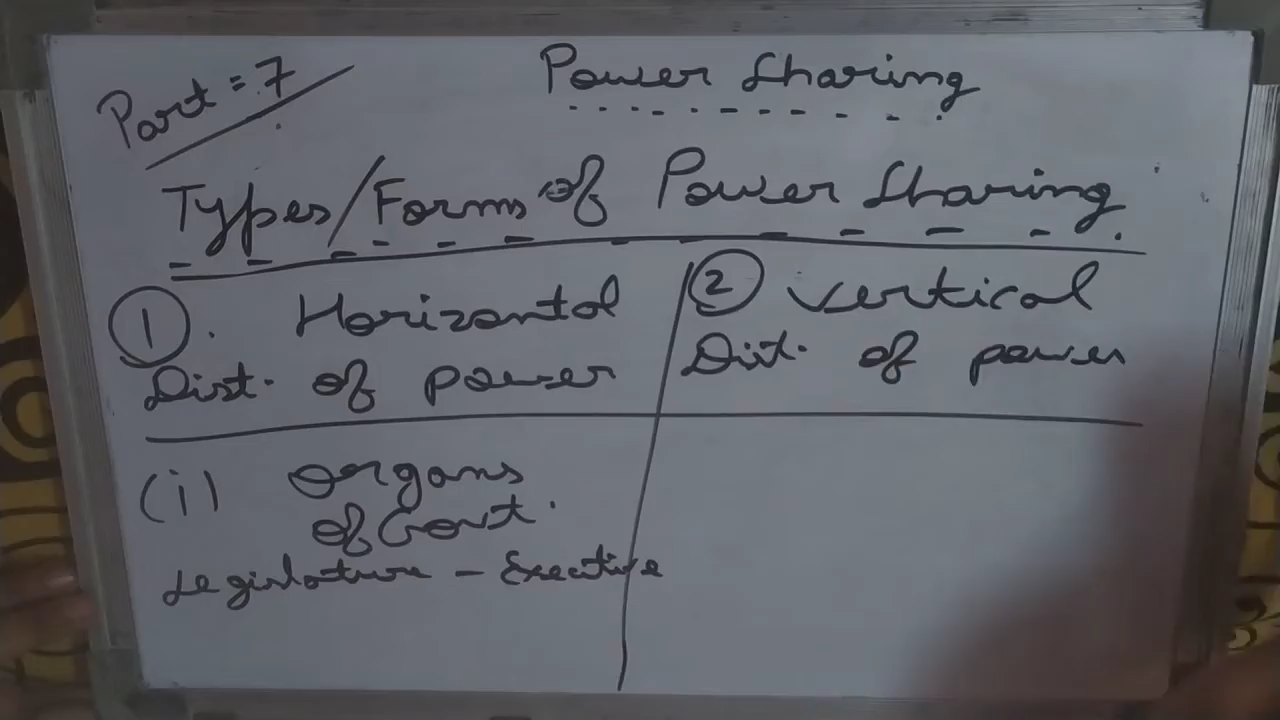 Part = 7
Power Sharing
Types/Forms of Power Sharing
1. Horizontal
Dist. of power
2 vertical
Dist. of power
(i) organs
of Govt.
Legislature - Executive